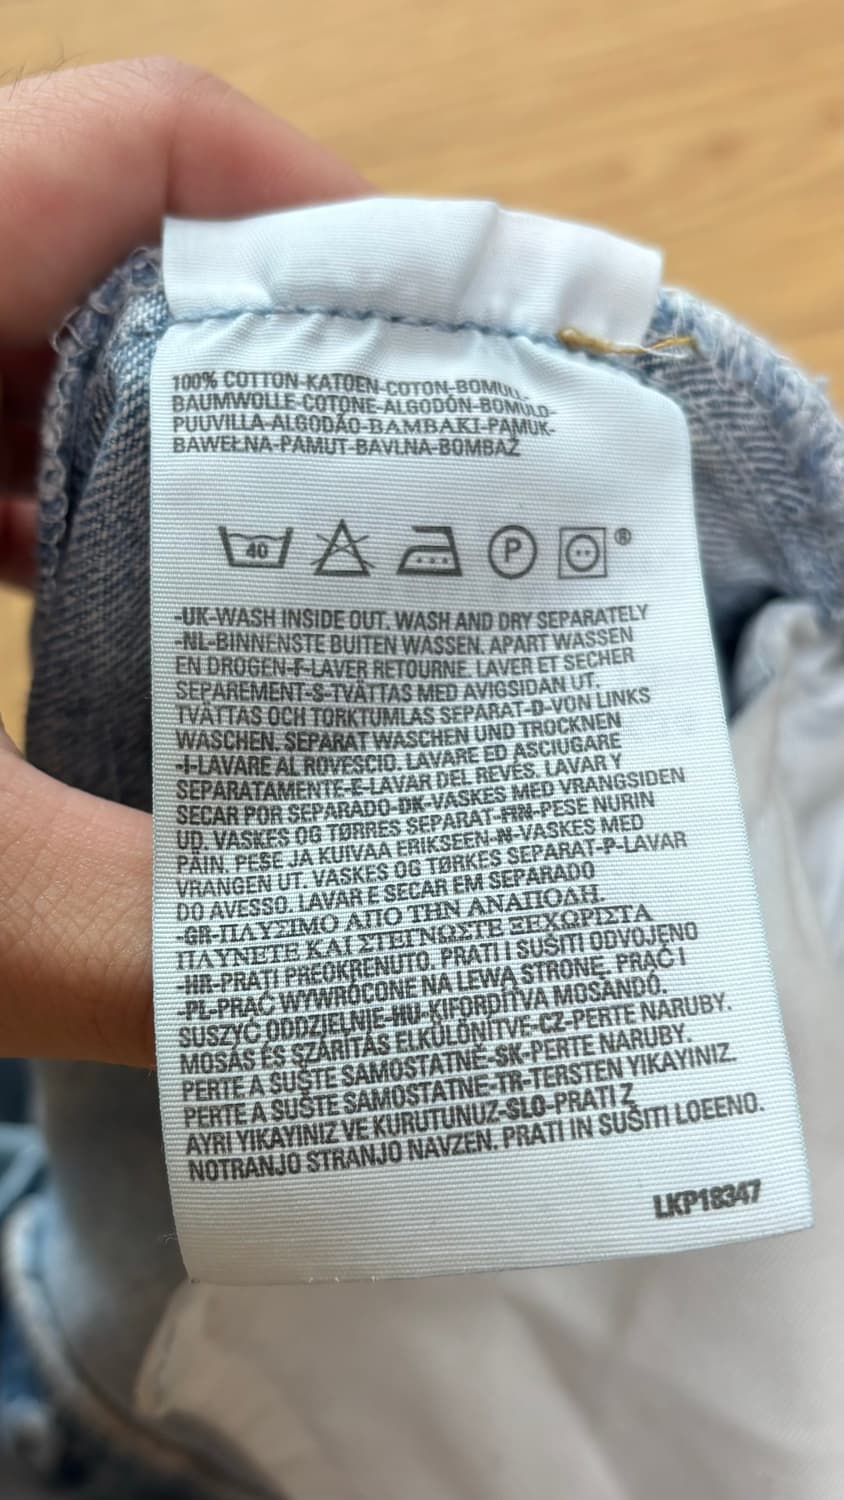 100% COTTON-KATOEN-COTON-BOMULL-
BAUMWOLLE-COTONE-ALGODÓN-BOMULD-
PUUVILLA-ALGODÃO-BAMBAKI-PAMUK-
BAWEŁNA-PAMUT-BAVLNA-BOMBAŽ
40
P
®
-UK-WASH INSIDE OUT. WASH AND DRY SEPARATELY
-NL-BINNENSTE BUITEN WASSEN. APART WASSEN
EN DROGEN-F-LAVER RETOURNE. LAVER ET SECHER
SEPAREMENT-S-TVÄTTAS MED AVIGSIDAN UT.
TVÄTTAS OCH TORKTUMLAS SEPARAT-D-VON LINKS
WASCHEN. SEPARAT WASCHEN UND TROCKNEN
-I-LAVARE AL ROVESCIO. LAVARE ED ASCIUGARE
SEPARATAMENTE-E-LAVAR DEL REVÉS. LAVAR Y
SECAR POR SEPARADO-DK-VASKES MED VRANGSIDEN
UD. VASKES OG TØRRES SEPARAT-FIN-PESE NURIN
PÄIN. PESE JA KUIVAA ERIKSEEN-N-VASKES MED
VRANGEN UT. VASKES OG TØRKES SEPARAT-P-LAVAR
DO AVESSO. LAVAR E SECAR EM SEPARADO
-GR-ΠΛΥΣΙΜΟ ΑΠΟ ΤΗΝ ΑΝΑΠΟΔΗ.
ΠΛΥΝΕΤΕ ΚΑΙ ΣΤΕΓΝΩΣΤΕ ΞΕΧΩΡΙΣΤΑ
-HR-PRATI PREOKRENUTO. PRATI I SUŠITI ODVOJENO
-PL-PRAĆ WYWRÓCONE NA LEWĄ STRONĘ. PRAĆ I
SUSZYĆ ODDZIELNIE-HU-KIFORDÍTVA MOSANDÓ.
MOSÁS ÉS SZÁRÍTÁS ELKÜLÖNÍTVE-CZ-PERTE NARUBY.
PERTE A SUŠTE SAMOSTATNĚ-SK-PERTE NARUBY.
PERTE A SUŠTE SAMOSTATNE-TR-TERSTEN YIKAYINIZ.
AYRI YIKAYINIZ VE KURUTUNUZ-SLO-PRATI Z
NOTRANJO STRANJO NAVZEN. PRATI IN SUŠITI LOEENO.
LKP18347